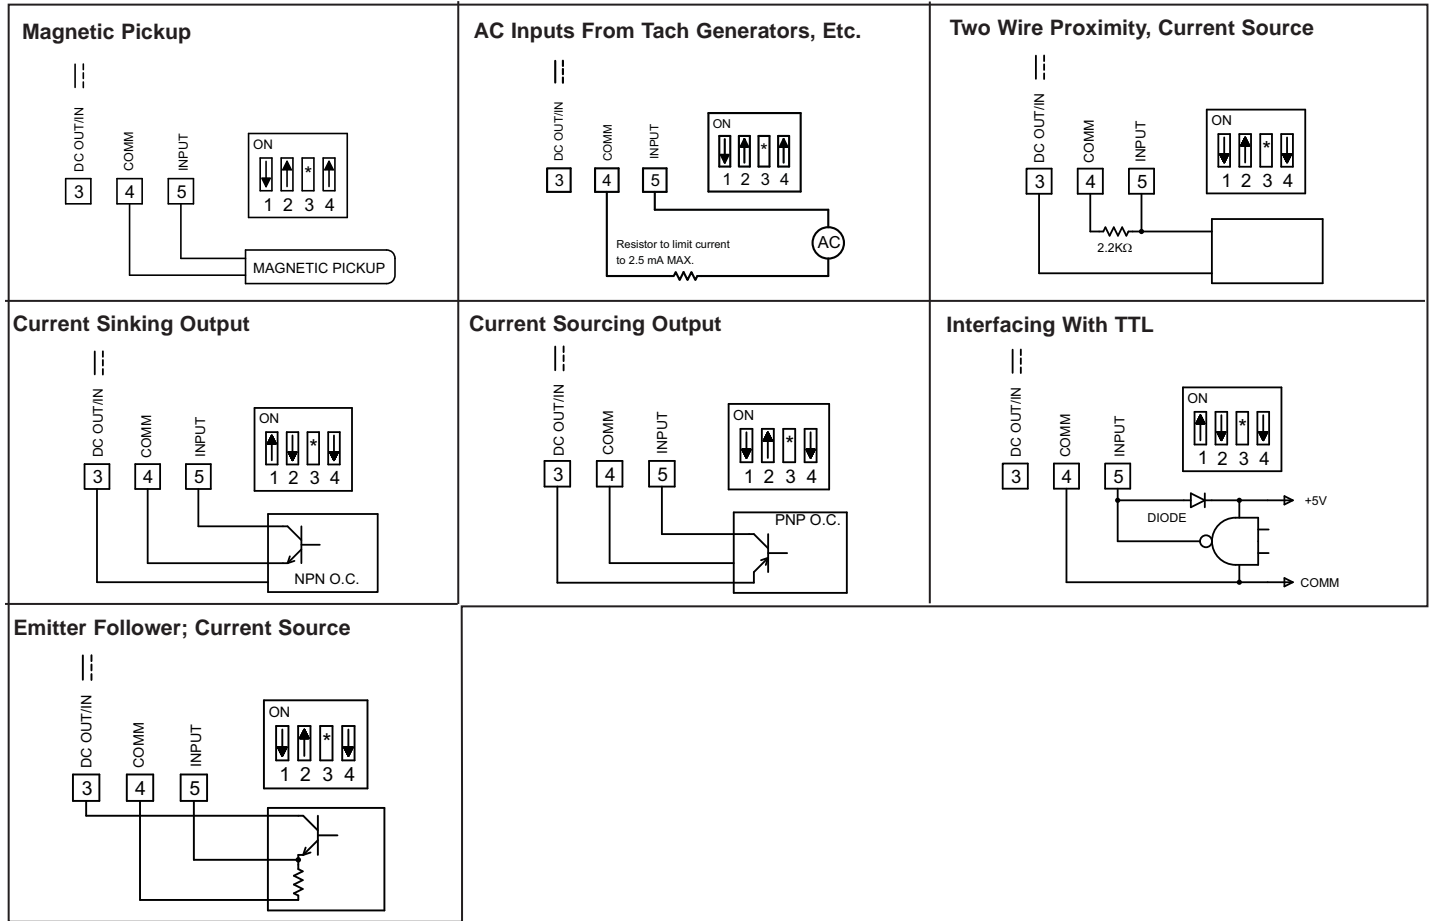 Magnetic Pickup
DC OUT/IN
COMM
INPUT
ON
*
1 2 3 4
3
4
5
MAGNETIC PICKUP
AC Inputs From Tach Generators, Etc.
DC OUT/IN
COMM
INPUT
ON
*
1 2 3 4
3
4
5
Resistor to limit current
to 2.5 mA MAX.
AC
Two Wire Proximity, Current Source
DC OUT/IN
COMM
INPUT
ON
*
1 2 3 4
3
4
5
2.2KΩ
Current Sinking Output
DC OUT/IN
COMM
INPUT
ON
*
1 2 3 4
3
4
5
NPN O.C.
Current Sourcing Output
DC OUT/IN
COMM
INPUT
ON
*
1 2 3 4
3
4
5
PNP O.C.
Interfacing With TTL
DC OUT/IN
COMM
INPUT
ON
*
1 2 3 4
3
4
5
DIODE
+5V
COMM
Emitter Follower; Current Source
DC OUT/IN
COMM
INPUT
ON
*
1 2 3 4
3
4
5